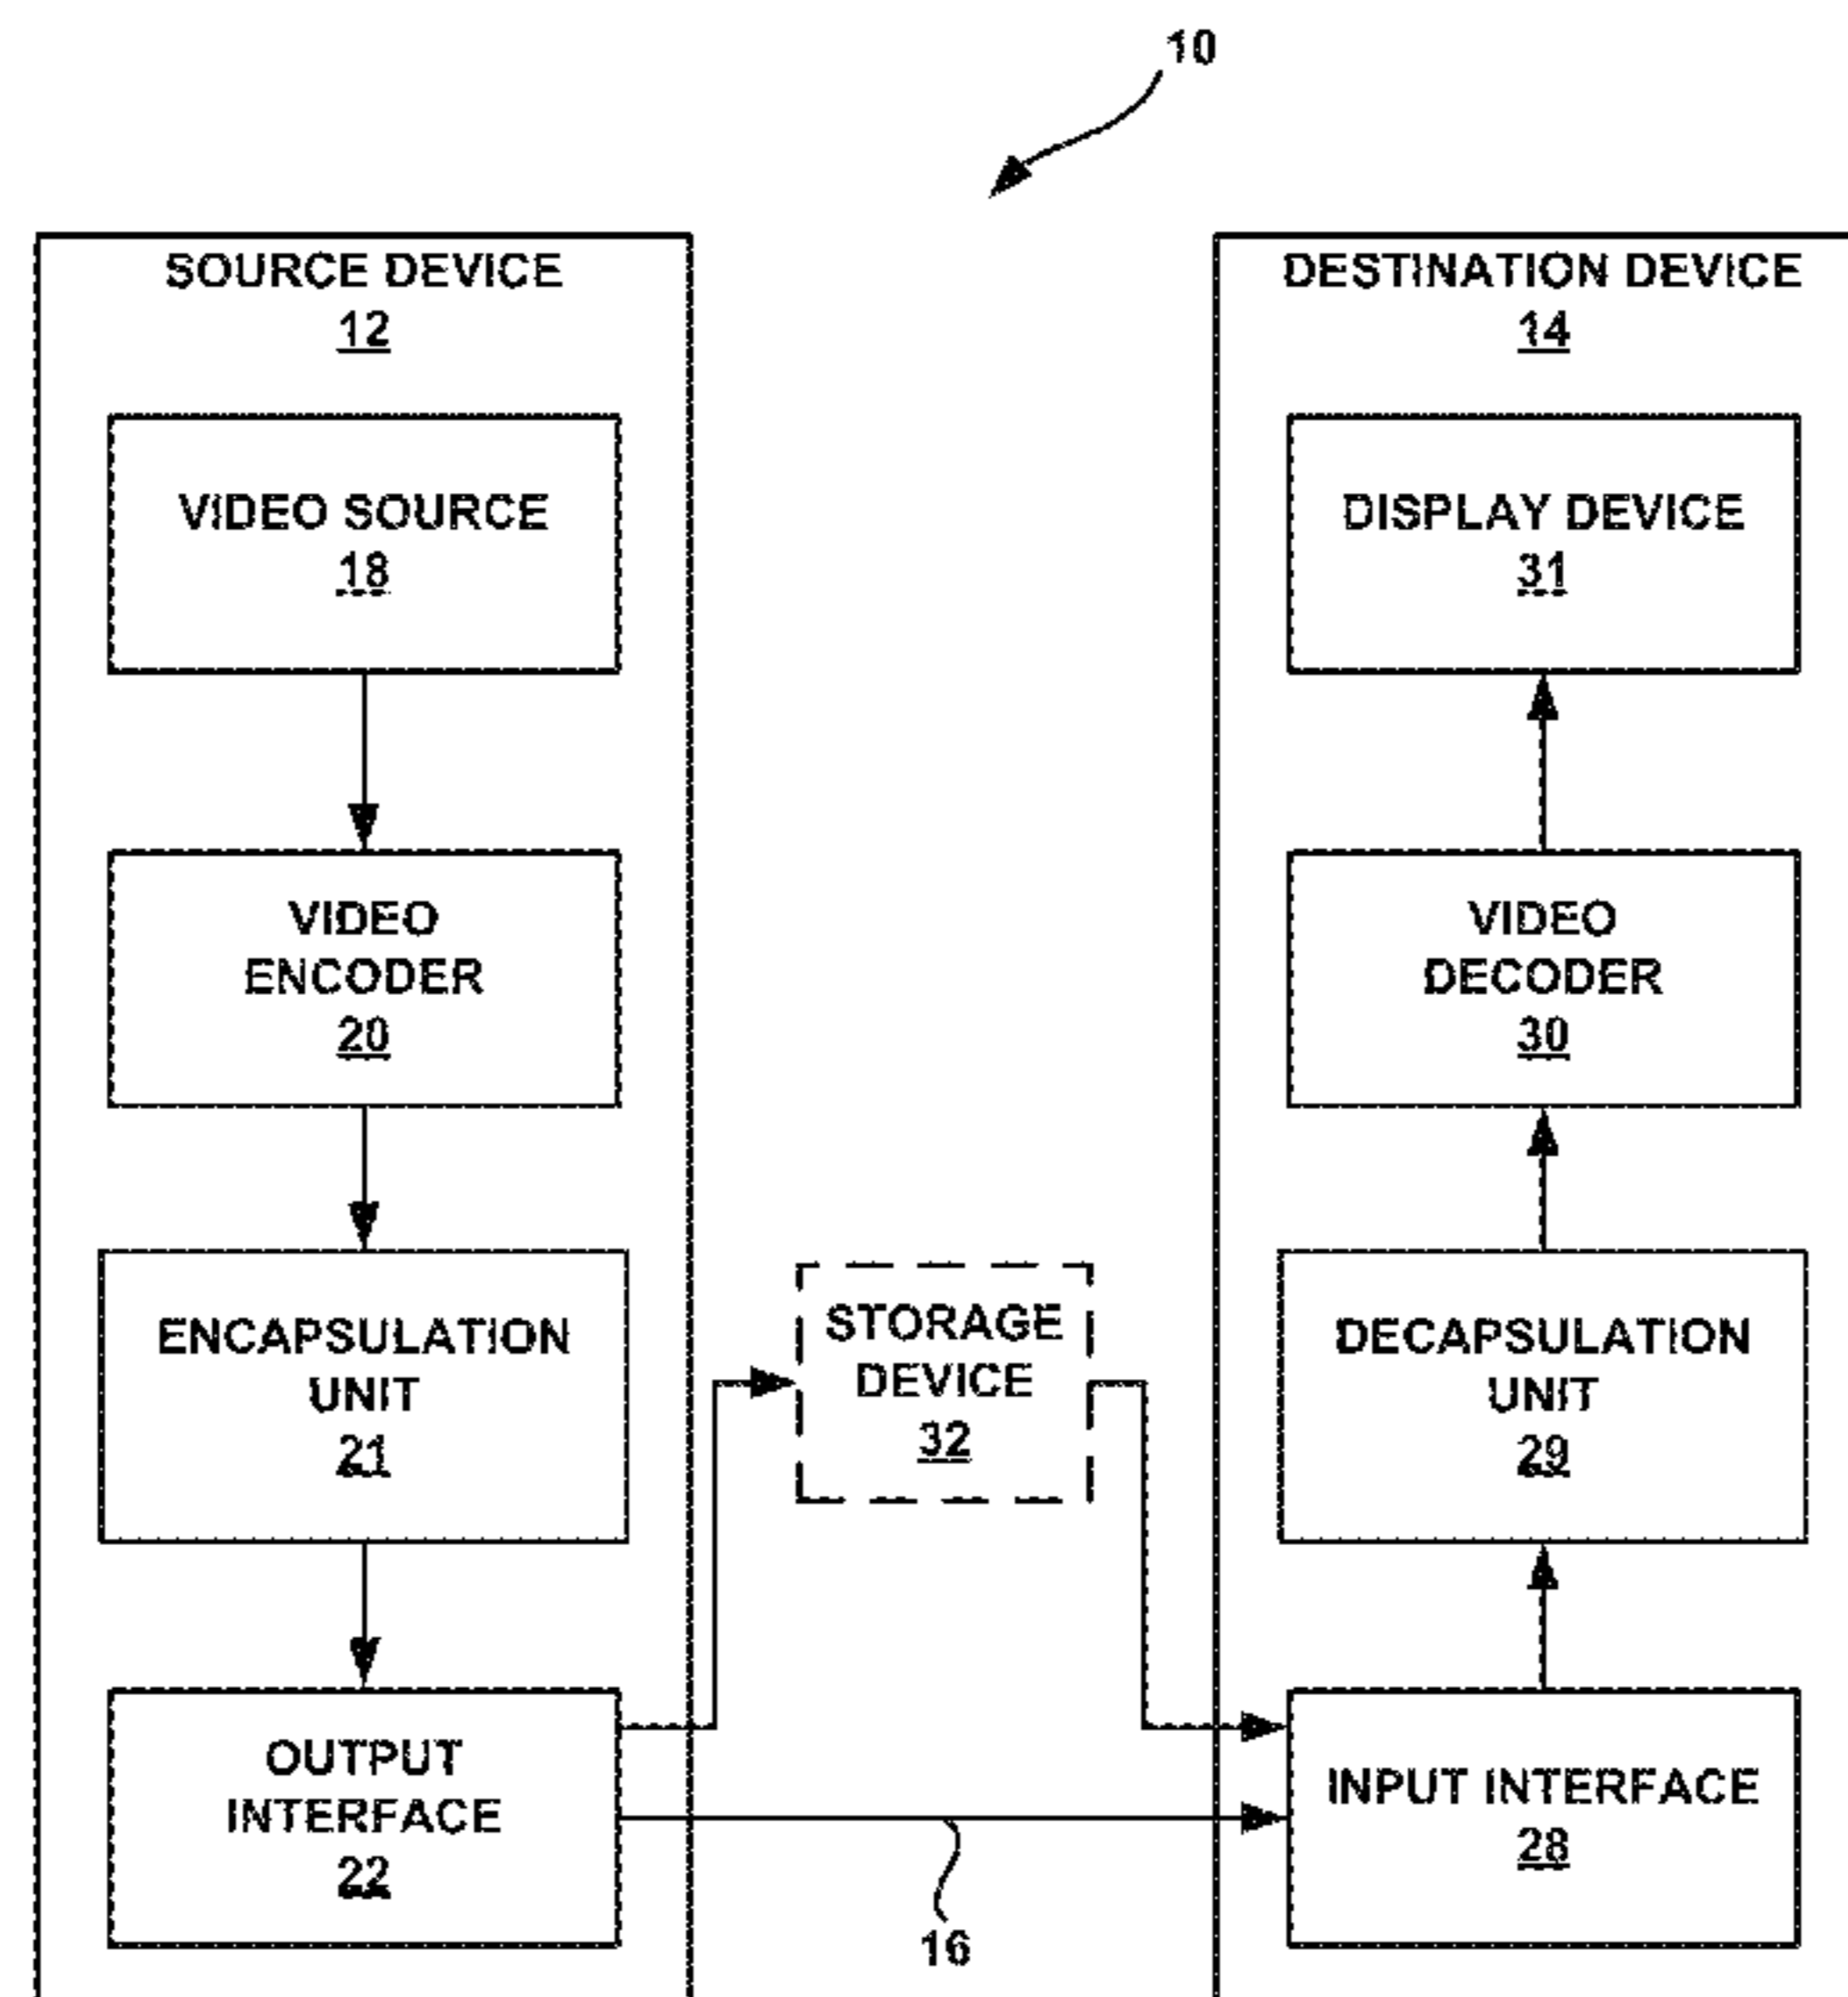 10
SOURCE DEVICE
12
VIDEO SOURCE
18
VIDEO
ENCODER
20
ENCAPSULATION
UNIT
21
OUTPUT
INTERFACE
22
STORAGE
DEVICE
32
16
DESTINATION DEVICE
14
DISPLAY DEVICE
31
VIDEO
DECODER
30
DECAPSULATION
UNIT
29
INPUT INTERFACE
28